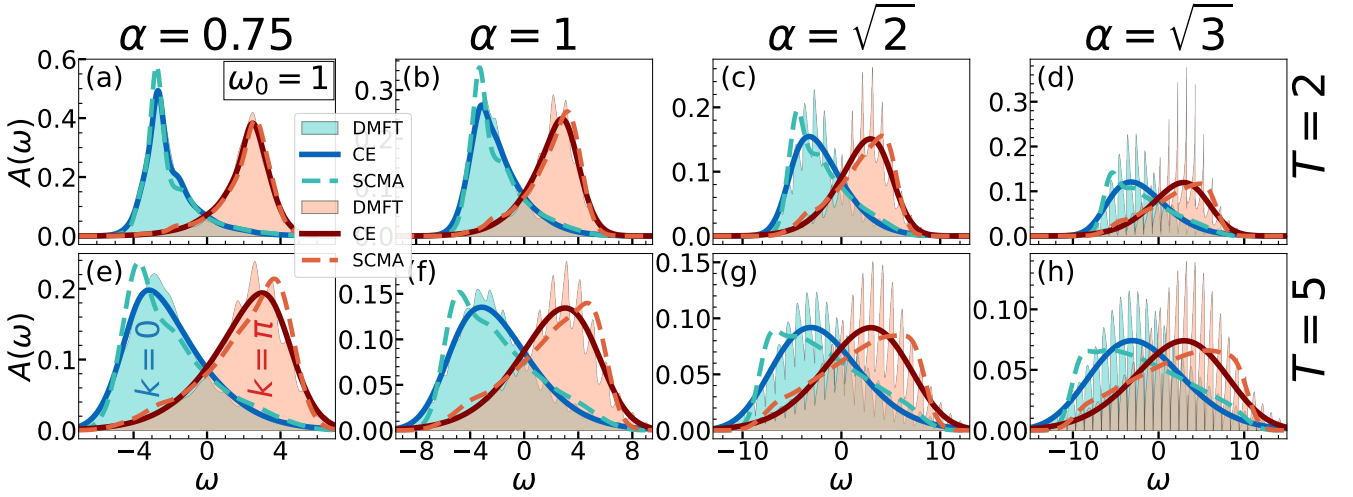 α = 0.75
α = 1
α = √2
α = √3
(a)
ω₀ = 1
(b)
(c)
(d)
A(ω)
0.6
0.4
0.2
0.0
0.3
0.2
0.1
0.0
0.2
0.1
0.0
0.3
0.2
0.1
0.0
T = 2
DMFT
CE
SCMA
DMFT
CE
SCMA
(e)
(f)
(g)
(h)
A(ω)
0.2
0.1
0.0
0.15
0.10
0.05
0.00
0.15
0.10
0.05
0.00
0.10
0.05
0.00
k = 0
k = π
T = 5
−4 0 4
−8 −4 0 4 8
−10 0 10
−10 0 10
ω
ω
ω
ω